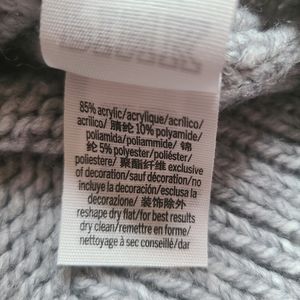 85% acrylic/acrylique/acrílico/
acrilico/腈纶 10% polyamide/
poliamida/poliammide/ 锦
纶 5% polyester/poliéster/
poliestere/ 聚酯纤维 exclusive
of decoration/sauf décoration/no
incluye la decoración/esclusa la
decorazione/ 装饰除外
reshape dry flat/for best results
dry clean/remettre en forme/
nettoyage à sec conseillé/dar